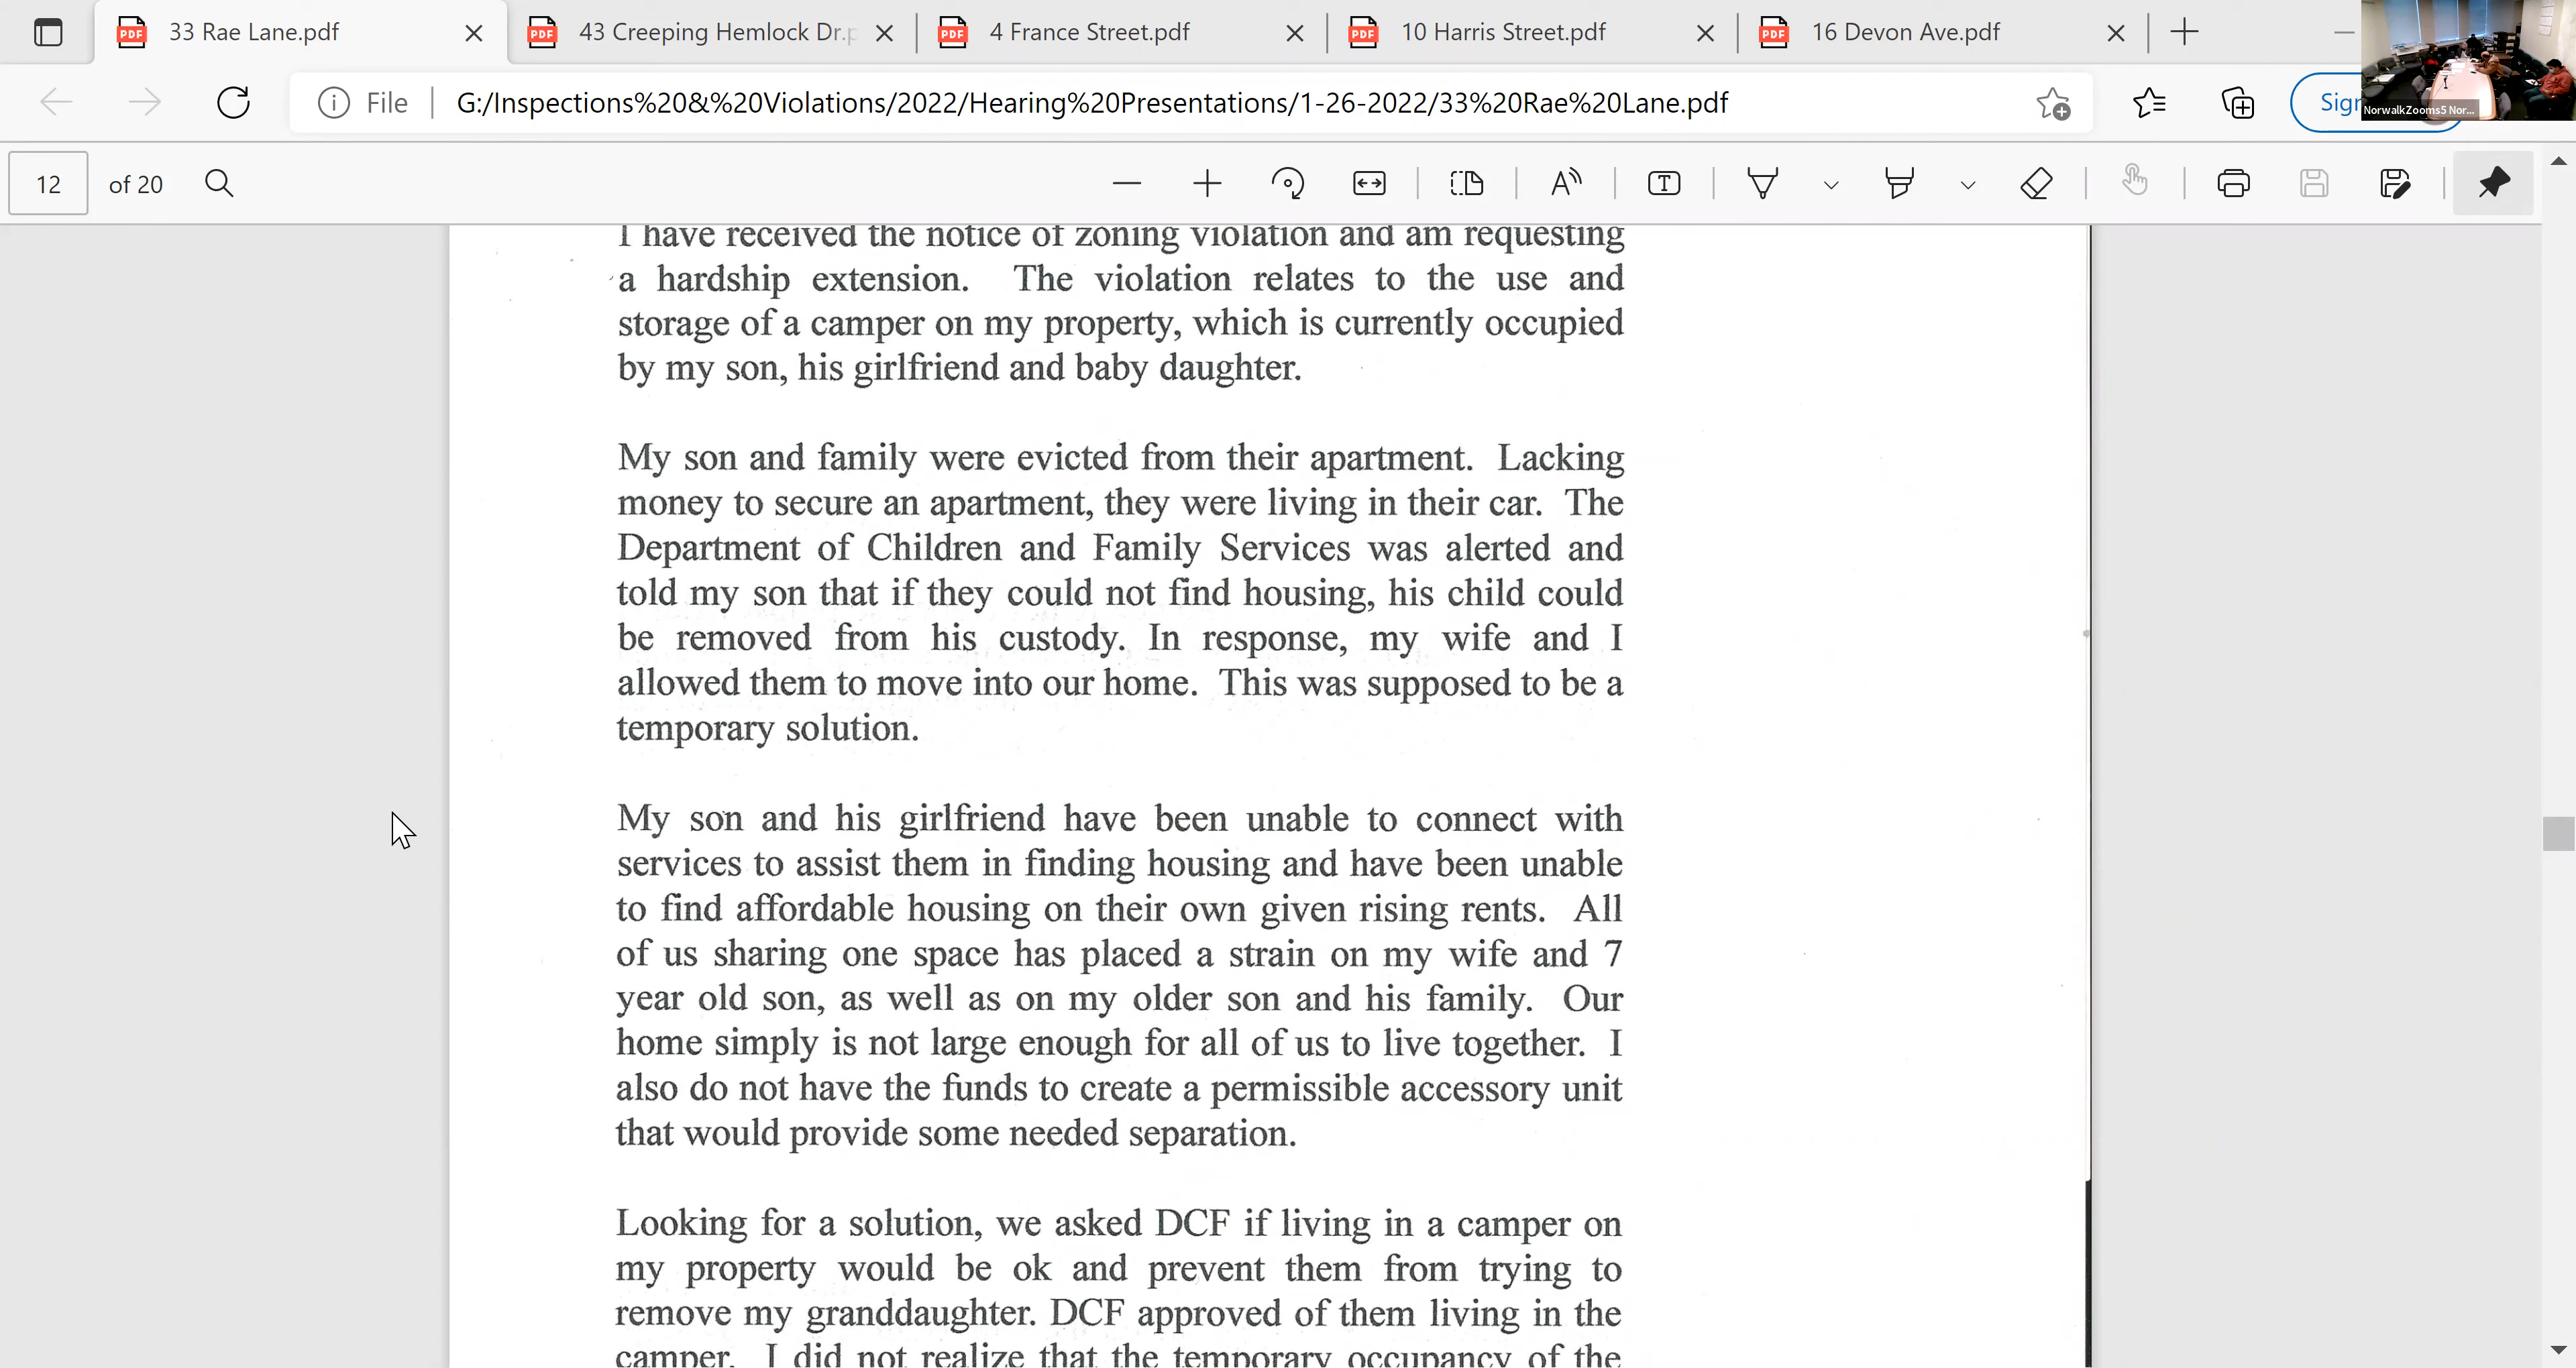 33 Rae Lane.pdf
43 Creeping Hemlock Dr.p
4 France Street.pdf
10 Harris Street.pdf
16 Devon Ave.pdf
File
G:/Inspections%20&%20Violations/2022/Hearing%20Presentations/1-26-2022/33%20Rae%20Lane.pdf
Sign
NorwalkZooms5 Nor...
12 of 20
I have received the notice of zoning violation and am requesting
a hardship extension. The violation relates to the use and
storage of a camper on my property, which is currently occupied
by my son, his girlfriend and baby daughter.
My son and family were evicted from their apartment. Lacking
money to secure an apartment, they were living in their car. The
Department of Children and Family Services was alerted and
told my son that if they could not find housing, his child could
be removed from his custody. In response, my wife and I
allowed them to move into our home. This was supposed to be a
temporary solution.
My son and his girlfriend have been unable to connect with
services to assist them in finding housing and have been unable
to find affordable housing on their own given rising rents. All
of us sharing one space has placed a strain on my wife and 7
year old son, as well as on my older son and his family. Our
home simply is not large enough for all of us to live together. I
also do not have the funds to create a permissible accessory unit
that would provide some needed separation.
Looking for a solution, we asked DCF if living in a camper on
my property would be ok and prevent them from trying to
remove my granddaughter. DCF approved of them living in the
camper. I did not realize that the temporary occupancy of the